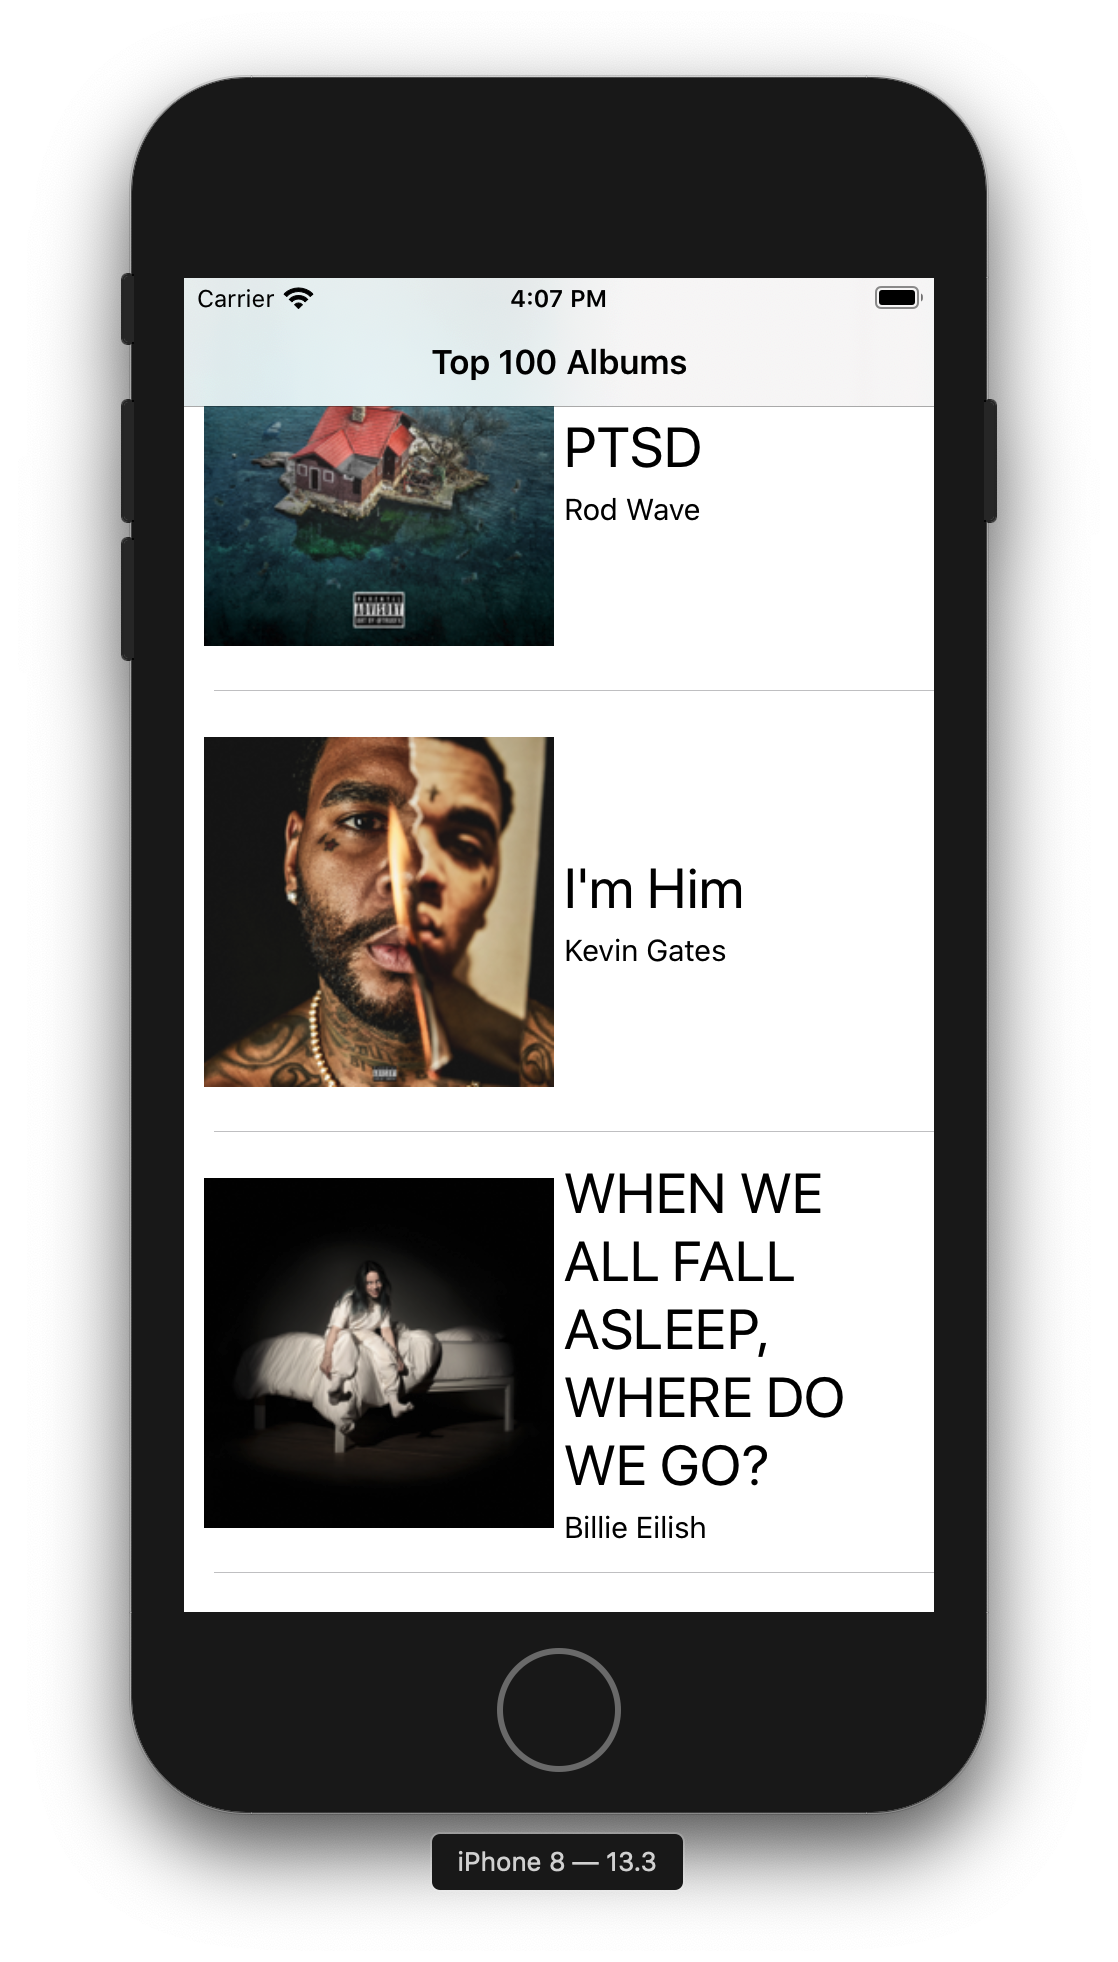 Carrier 4:07 PM
Top 100 Albums
PTSD
Rod Wave
ADVISORY
I'm Him
Kevin Gates
WHEN WE
ALL FALL
ASLEEP,
WHERE DO
WE GO?
Billie Eilish
iPhone 8 — 13.3